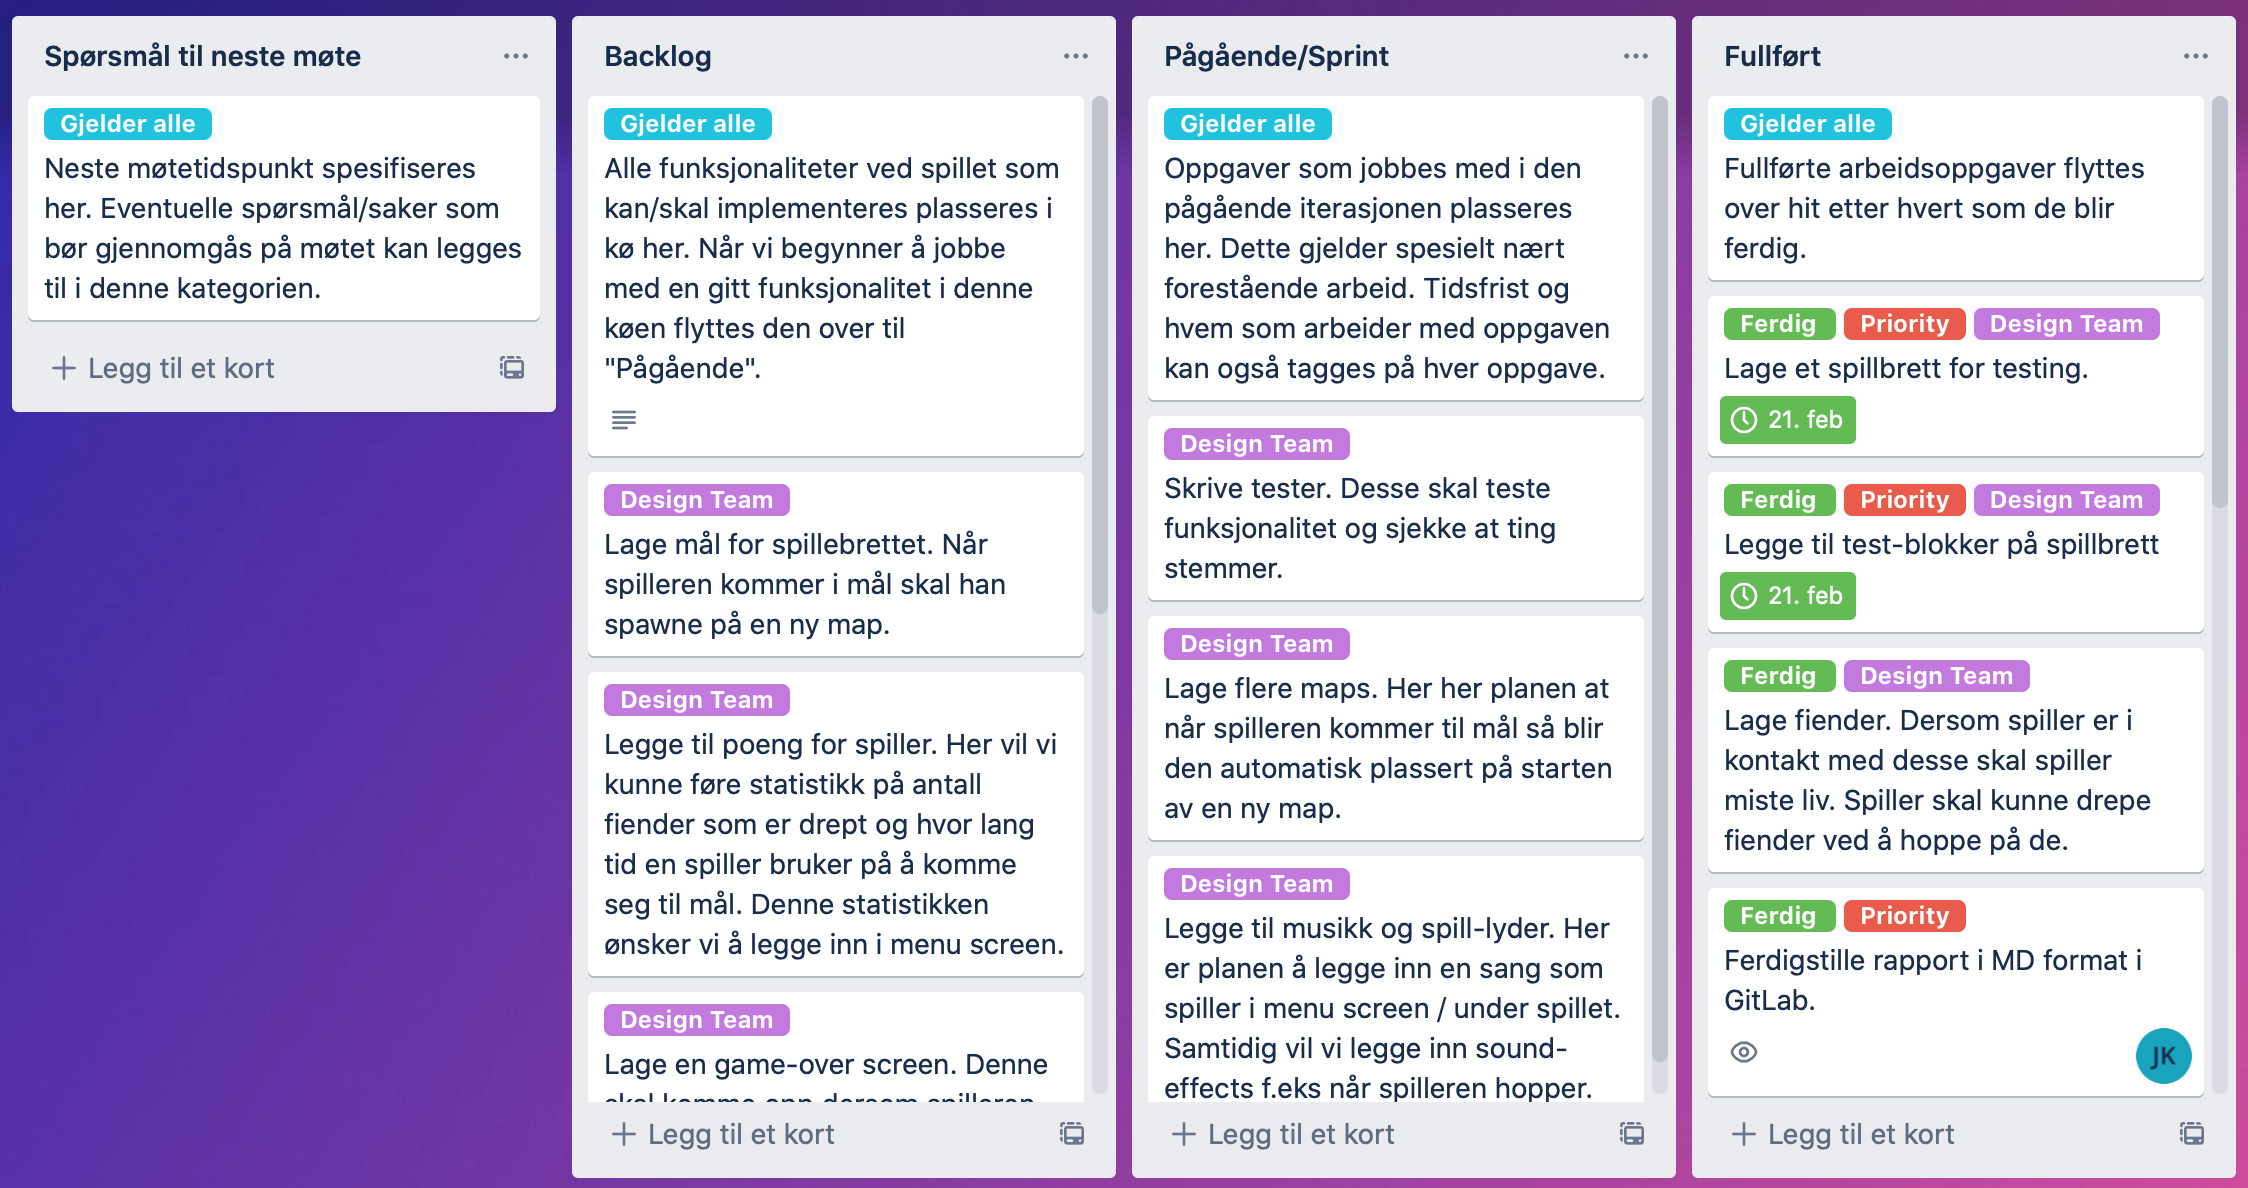 Spørsmål til neste møte
Gjelder alle
Neste møtetidspunkt spesifiseres
her. Eventuelle spørsmål/saker som
bør gjennomgås på møtet kan legges
til i denne kategorien.
Legg til et kort
Backlog
Gjelder alle
Alle funksjonaliteter ved spillet som
kan/skal implementeres plasseres i
kø her. Når vi begynner å jobbe
med en gitt funksjonalitet i denne
køen flyttes den over til
"Pågående".
Design Team
Lage mål for spillebrettet. Når
spilleren kommer i mål skal han
spawne på en ny map.
Design Team
Legge til poeng for spiller. Her vil vi
kunne føre statistikk på antall
fiender som er drept og hvor lang
tid en spiller bruker på å komme
seg til mål. Denne statistikken
ønsker vi å legge inn i menu screen.
Design Team
Lage en game-over screen. Denne
skal komme opp dersom spilleren
Legg til et kort
Pågående/Sprint
Gjelder alle
Oppgaver som jobbes med i den
pågående iterasjonen plasseres
her. Dette gjelder spesielt nært
forestående arbeid. Tidsfrist og
hvem som arbeider med oppgaven
kan også tagges på hver oppgave.
Design Team
Skrive tester. Desse skal teste
funksjonalitet og sjekke at ting
stemmer.
Design Team
Lage flere maps. Her her planen at
når spilleren kommer til mål så blir
den automatisk plassert på starten
av en ny map.
Design Team
Legge til musikk og spill-lyder. Her
er planen å legge inn en sang som
spiller i menu screen / under spillet.
Samtidig vil vi legge inn sound-
effects f.eks når spilleren hopper.
Legg til et kort
Fullført
Gjelder alle
Fullførte arbeidsoppgaver flyttes
over hit etter hvert som de blir
ferdig.
Ferdig Priority Design Team
Lage et spillbrett for testing.
21. feb
Ferdig Priority Design Team
Legge til test-blokker på spillbrett
21. feb
Ferdig Design Team
Lage fiender. Dersom spiller er i
kontakt med desse skal spiller
miste liv. Spiller skal kunne drepe
fiender ved å hoppe på de.
Ferdig Priority
Ferdigstille rapport i MD format i
GitLab.
JK
Legg til et kort